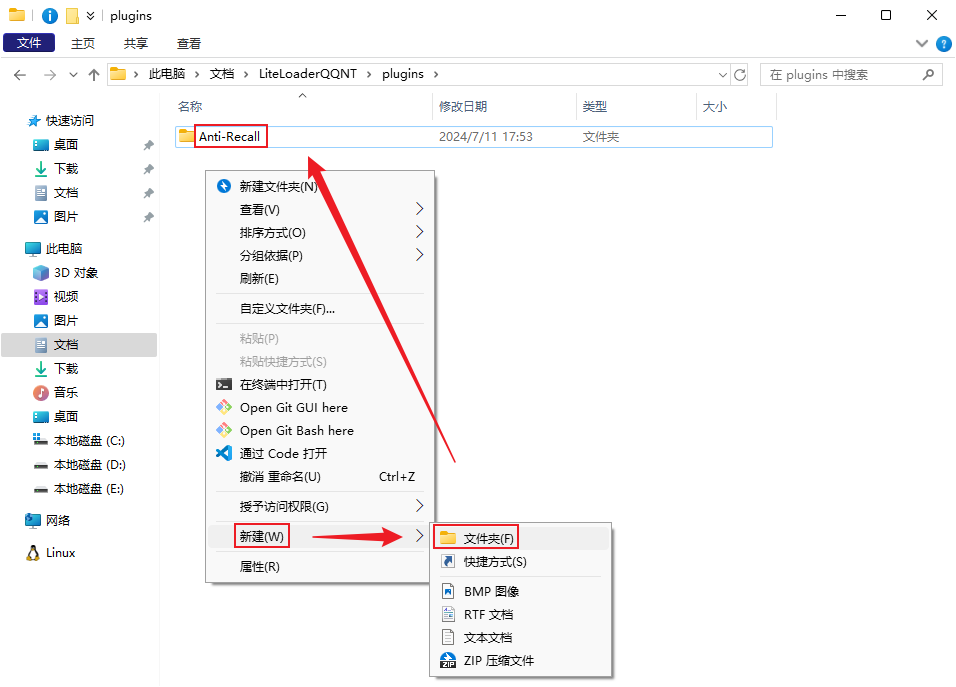 plugins
文件 主页 共享 查看
此电脑 文档 LiteLoaderQQNT plugins
在 plugins 中搜索
名称 修改日期 类型 大小
Anti-Recall 2024/7/11 17:53 文件夹
快速访问
桌面
下载
文档
图片
此电脑
3D 对象
视频
图片
文档
下载
音乐
桌面
本地磁盘 (C:)
本地磁盘 (D:)
本地磁盘 (E:)
网络
Linux
新建文件夹(N)
查看(V)
排序方式(O)
分组依据(P)
刷新(E)
自定义文件夹(F)...
粘贴(P)
粘贴快捷方式(S)
在终端中打开(T)
Open Git GUI here
Open Git Bash here
通过 Code 打开
撤消 重命名(U) Ctrl+Z
授予访问权限(G)
新建(W)
属性(R)
文件夹(F)
快捷方式(S)
BMP 图像
RTF 文档
文本文档
ZIP 压缩文件